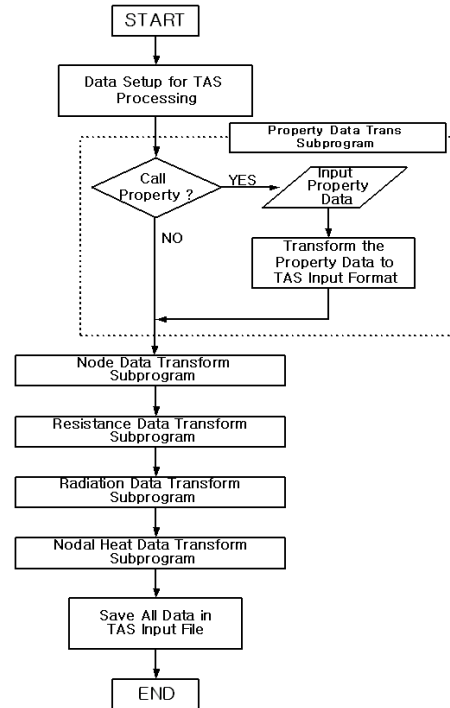 START
Data Setup for TAS
Processing
Property Data Trans
Subprogram
Call
Property ?
YES
Input
Property
Data
NO
Transform the
Property Data to
TAS Input Format
Node Data Transform
Subprogram
Resistance Data Transform
Subprogram
Radiation Data Transform
Subprogram
Nodal Heat Data Transform
Subprogram
Save All Data in
TAS Input File
END